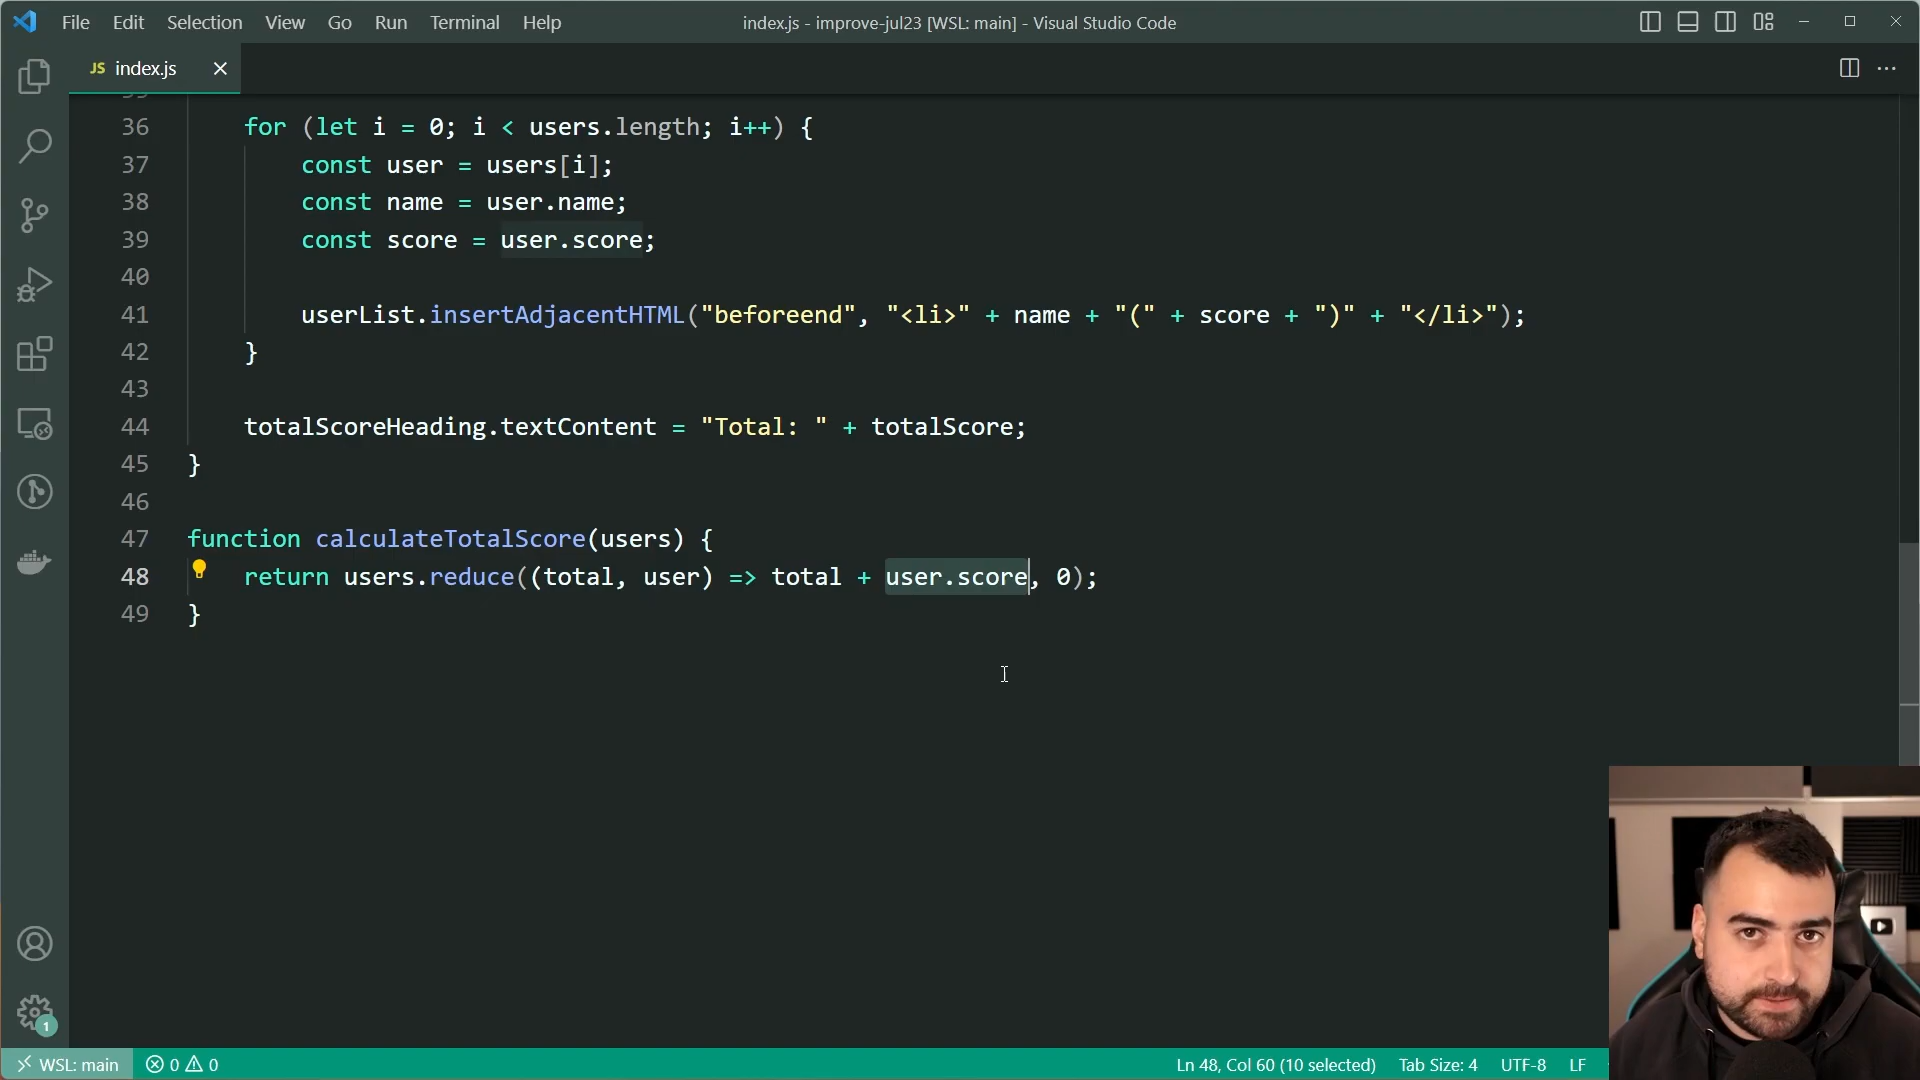 File Edit Selection View Go Run Terminal Help
index.js - improve-jul23 [WSL: main] - Visual Studio Code
JS index.js
36 for (let i = 0; i < users.length; i++) {
37 const user = users[i];
38 const name = user.name;
39 const score = user.score;
40
41 userList.insertAdjacentHTML("beforeend", "<li>" + name + "(" + score + ")" + "</li>");
42 }
43
44 totalScoreHeading.textContent = "Total: " + totalScore;
45 }
46
47 function calculateTotalScore(users) {
48 return users.reduce((total, user) => total + user.score, 0);
49 }
1
WSL: main 0 0 Ln 48, Col 60 (10 selected) Tab Size: 4 UTF-8 LF